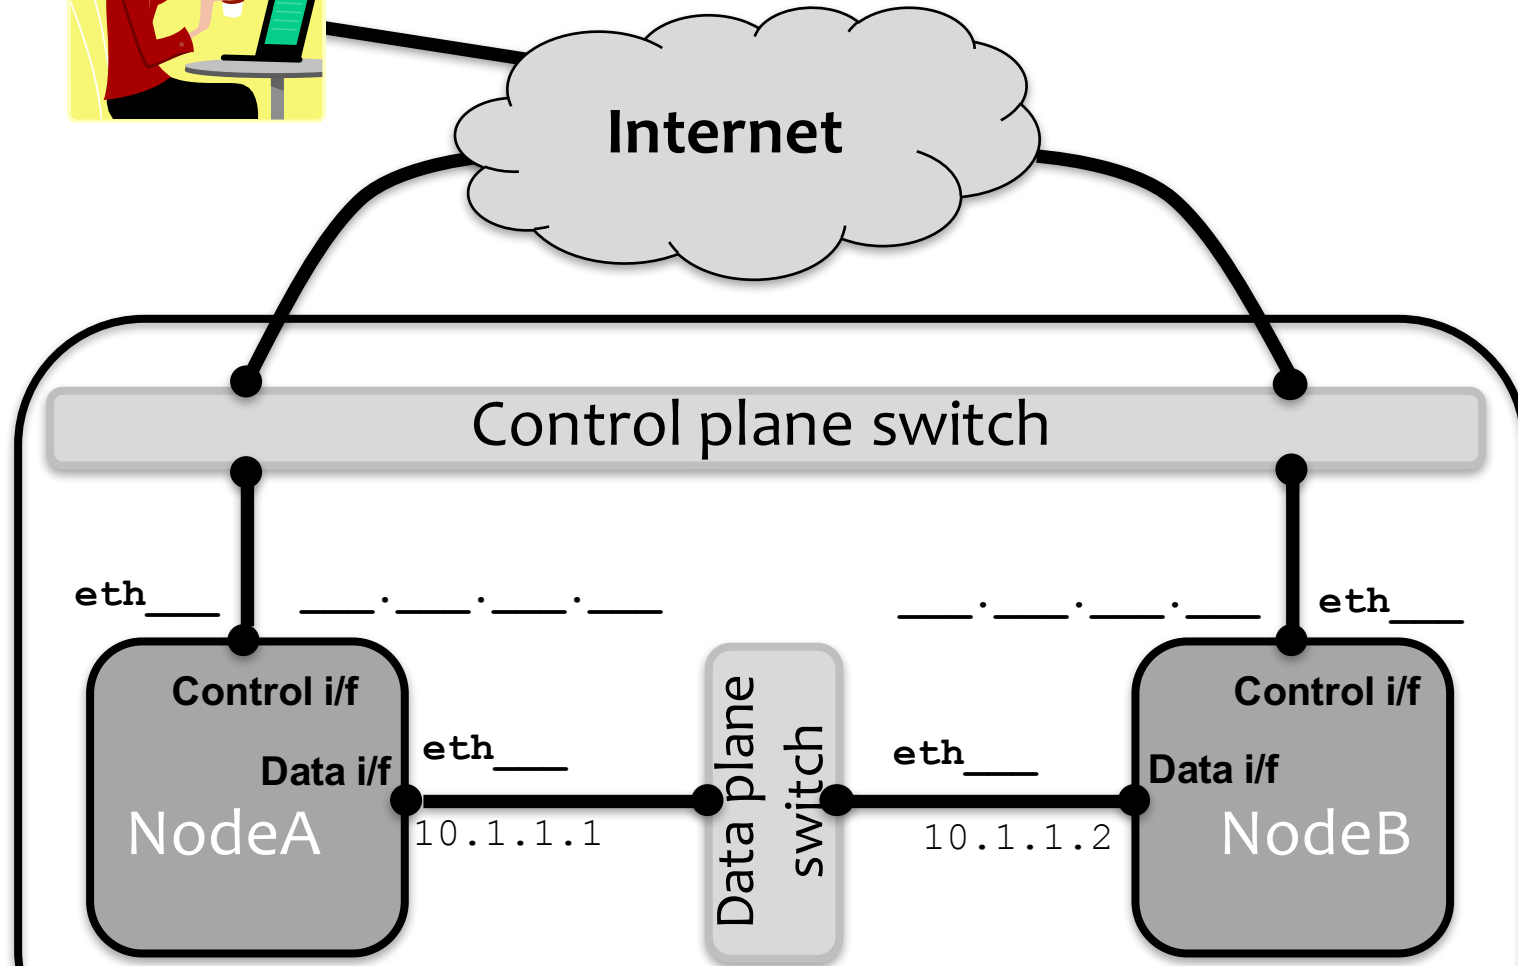 Internet
Control plane switch
eth___ ___.___.___.___
___.___.___.___ eth___
Control i/f
Control i/f
Data i/f
eth___
Data plane
switch
eth___
Data i/f
NodeA
10.1.1.1
10.1.1.2
NodeB